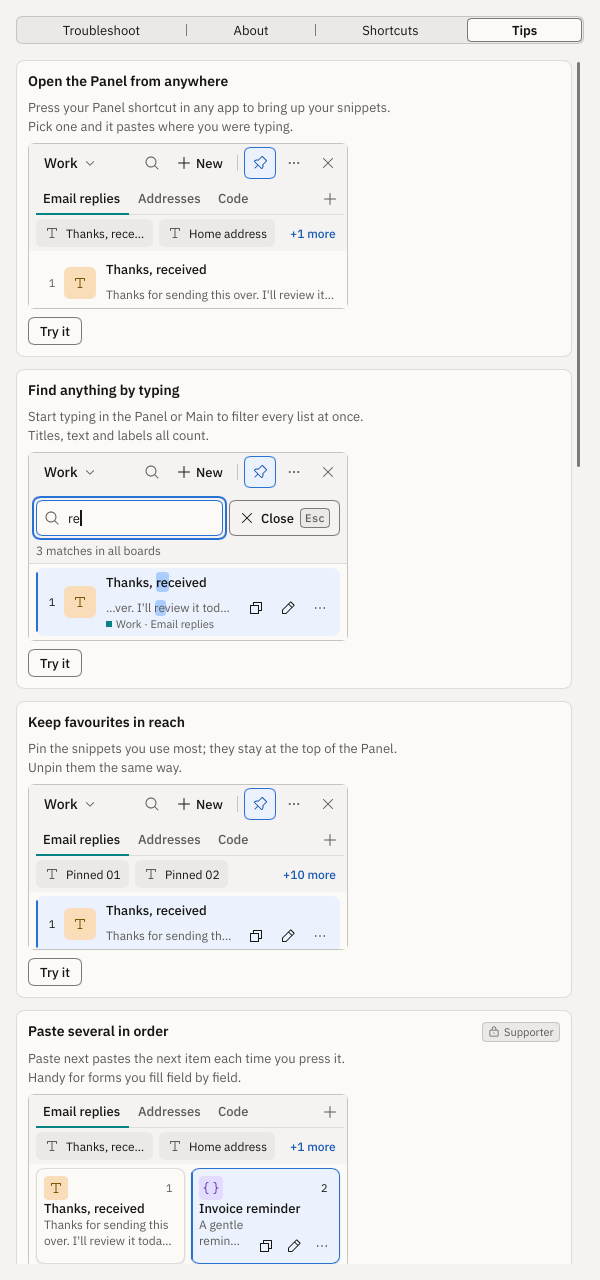 Troubleshoot | About | Shortcuts Tips
Open the Panel from anywhere
Press your Panel shortcut in any app to bring up your snippets.
Pick one and it pastes where you were typing.
Work New
Email replies Addresses Code
T Thanks, rece... T Home address +1 more
Thanks, received
1 T
Thanks for sending this over. I'll review it...
Try it
Find anything by typing
Start typing in the Panel or Main to filter every list at once.
Titles, text and labels all count.
Work New
re Close Esc
3 matches in all boards
Thanks, received
1 T ...ver. I'll review it tod...
Work · Email replies
Try it
Keep favourites in reach
Pin the snippets you use most; they stay at the top of the Panel.
Unpin them the same way.
Work New
Email replies Addresses Code
T Pinned 01 T Pinned 02 +10 more
Thanks, received
1 T
Thanks for sending th...
Try it
Paste several in order Supporter
Paste next pastes the next item each time you press it.
Handy for forms you fill field by field.
Email replies Addresses Code
T Thanks, rece... T Home address +1 more
T 1 {} 2
Thanks, received Invoice reminder
Thanks for sending this A gentle
over. I'll review it toda... remin...